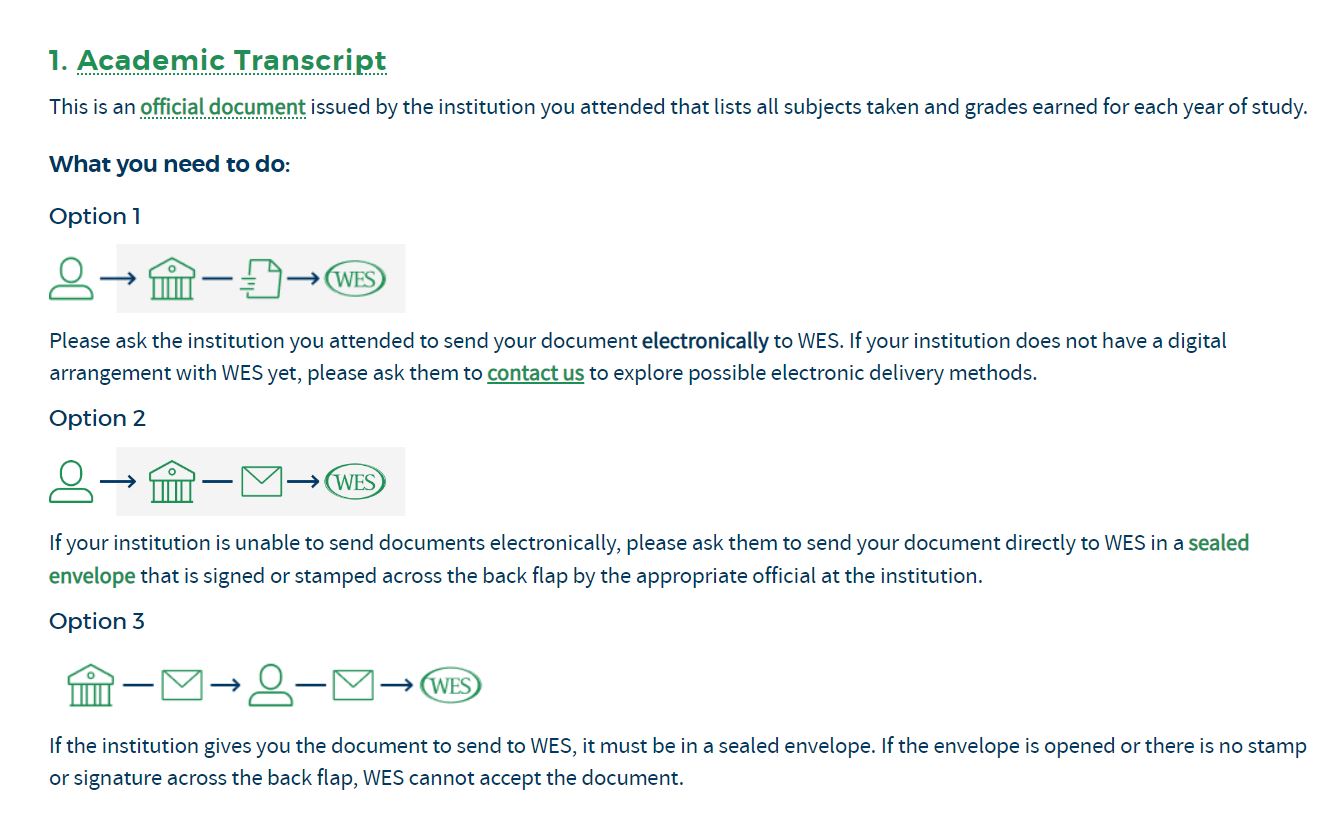 1. Academic Transcript
This is an official document issued by the institution you attended that lists all subjects taken and grades earned for each year of study.
What you need to do:
Option 1
WES
Please ask the institution you attended to send your document electronically to WES. If your institution does not have a digital
arrangement with WES yet, please ask them to contact us to explore possible electronic delivery methods.
Option 2
WES
If your institution is unable to send documents electronically, please ask them to send your document directly to WES in a sealed
envelope that is signed or stamped across the back flap by the appropriate official at the institution.
Option 3
WES
If the institution gives you the document to send to WES, it must be in a sealed envelope. If the envelope is opened or there is no stamp
or signature across the back flap, WES cannot accept the document.